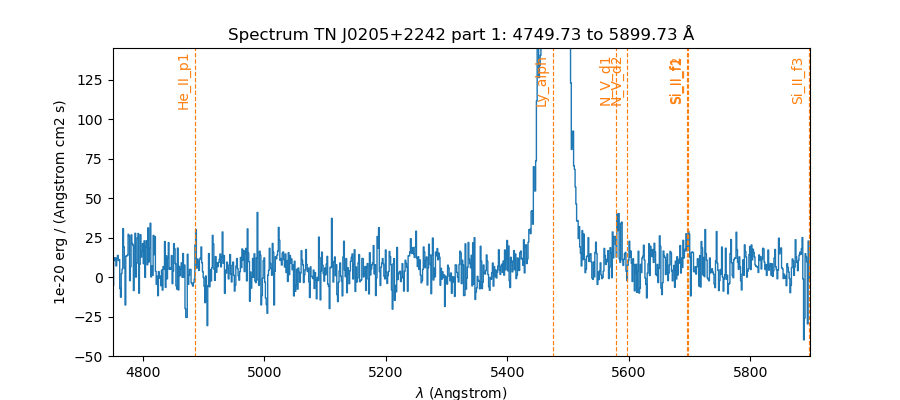 Spectrum TN J0205+2242 part 1: 4749.73 to 5899.73 Å
1e-20 erg / (Angstrom cm2 s)
125
100
75
50
25
0
−25
−50
He_II_p1
Ly_alph
N_V_d1
N_V_d2
Si_II_f2
Si_II_f3
4800
5000
5200
5400
5600
5800
λ (Angstrom)